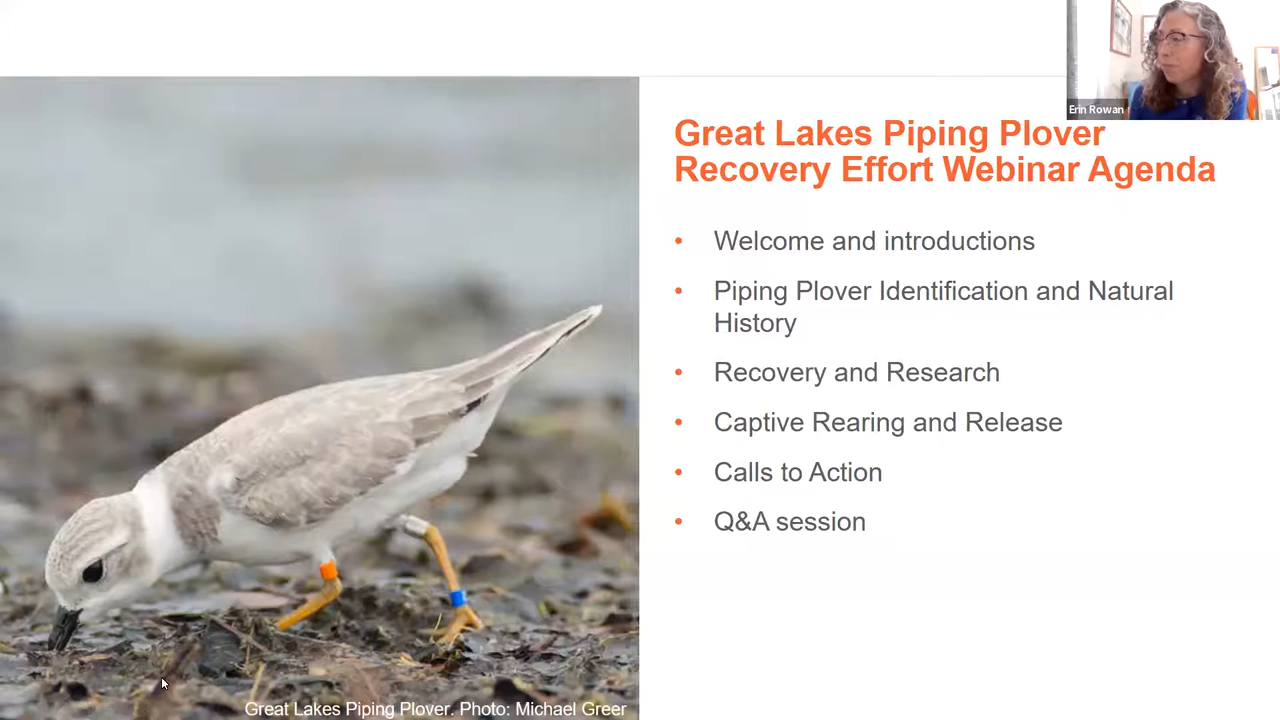 Erin Rowan
Great Lakes Piping Plover
Recovery Effort Webinar Agenda
• Welcome and introductions
• Piping Plover Identification and Natural
History
• Recovery and Research
• Captive Rearing and Release
• Calls to Action
• Q&A session
Great Lakes Piping Plover. Photo: Michael Greer